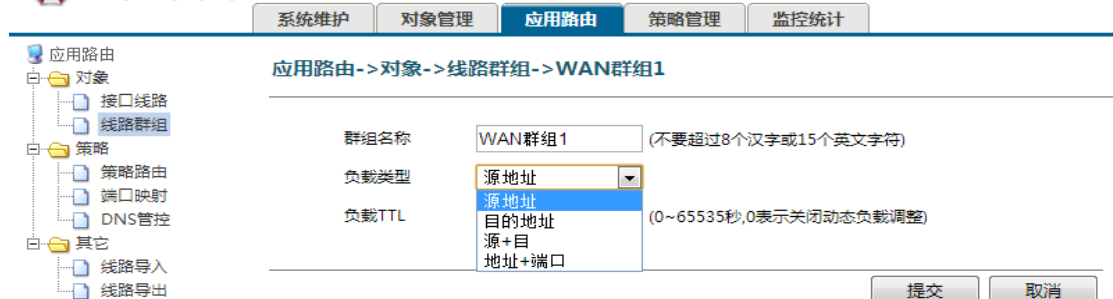 系统维护 对象管理 应用路由 策略管理 监控统计
应用路由
对象
接口线路
线路群组
策略
策略路由
端口映射
DNS管控
其它
线路导入
线路导出
应用路由->对象->线路群组->WAN群组1
群组名称 WAN群组1 (不要超过8个汉字或15个英文字符)
负载类型 源地址
源地址
目的地址
源+目
地址+端口
负载TTL (0~65535秒,0表示关闭动态负载调整)
提交 取消